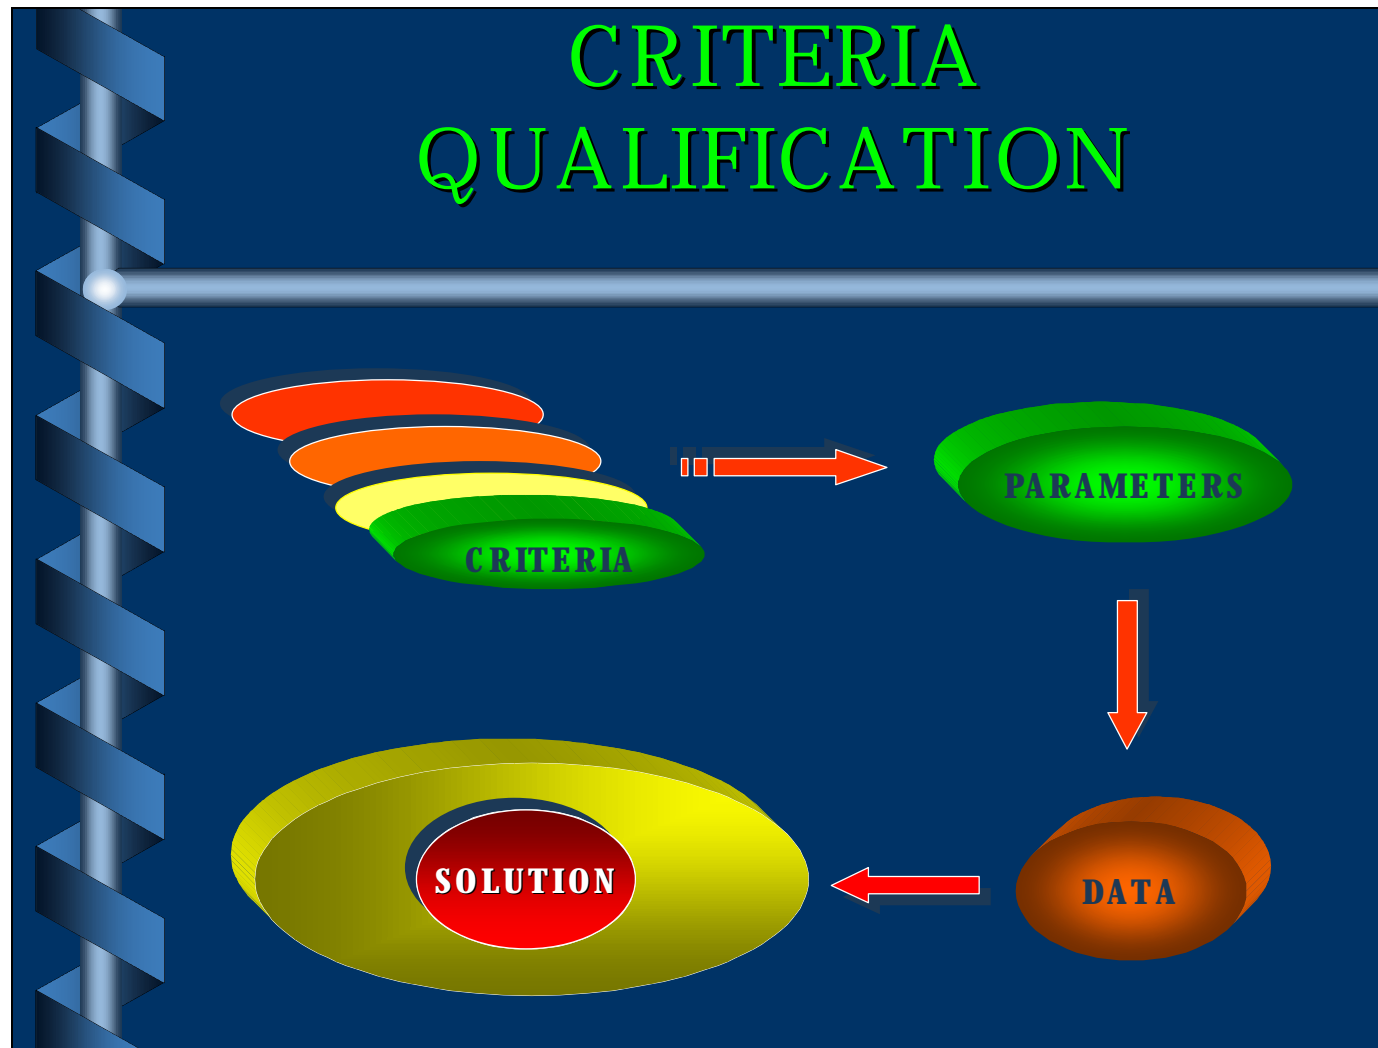 CRITERIA
QUALIFICATION
CRITERIA
PARAMETERS
SOLUTION
DATA